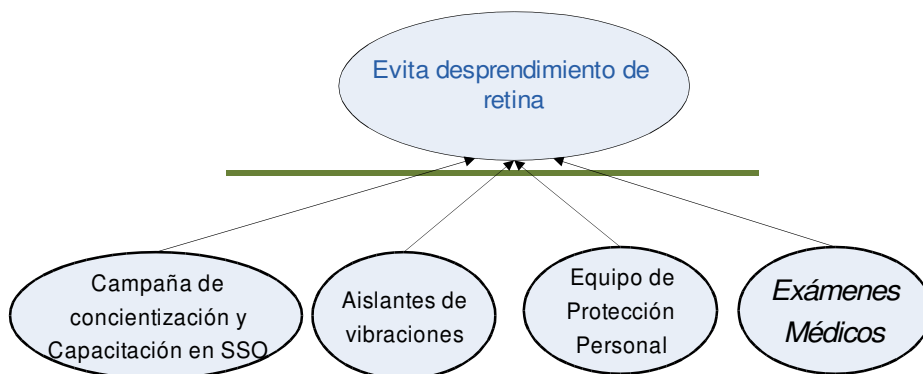 Evita desprendimiento de
retina
Campaña de
concientización y
Capacitación en SSO
Aislantes de
vibraciones
Equipo de
Protección
Personal
Exámenes
Médicos